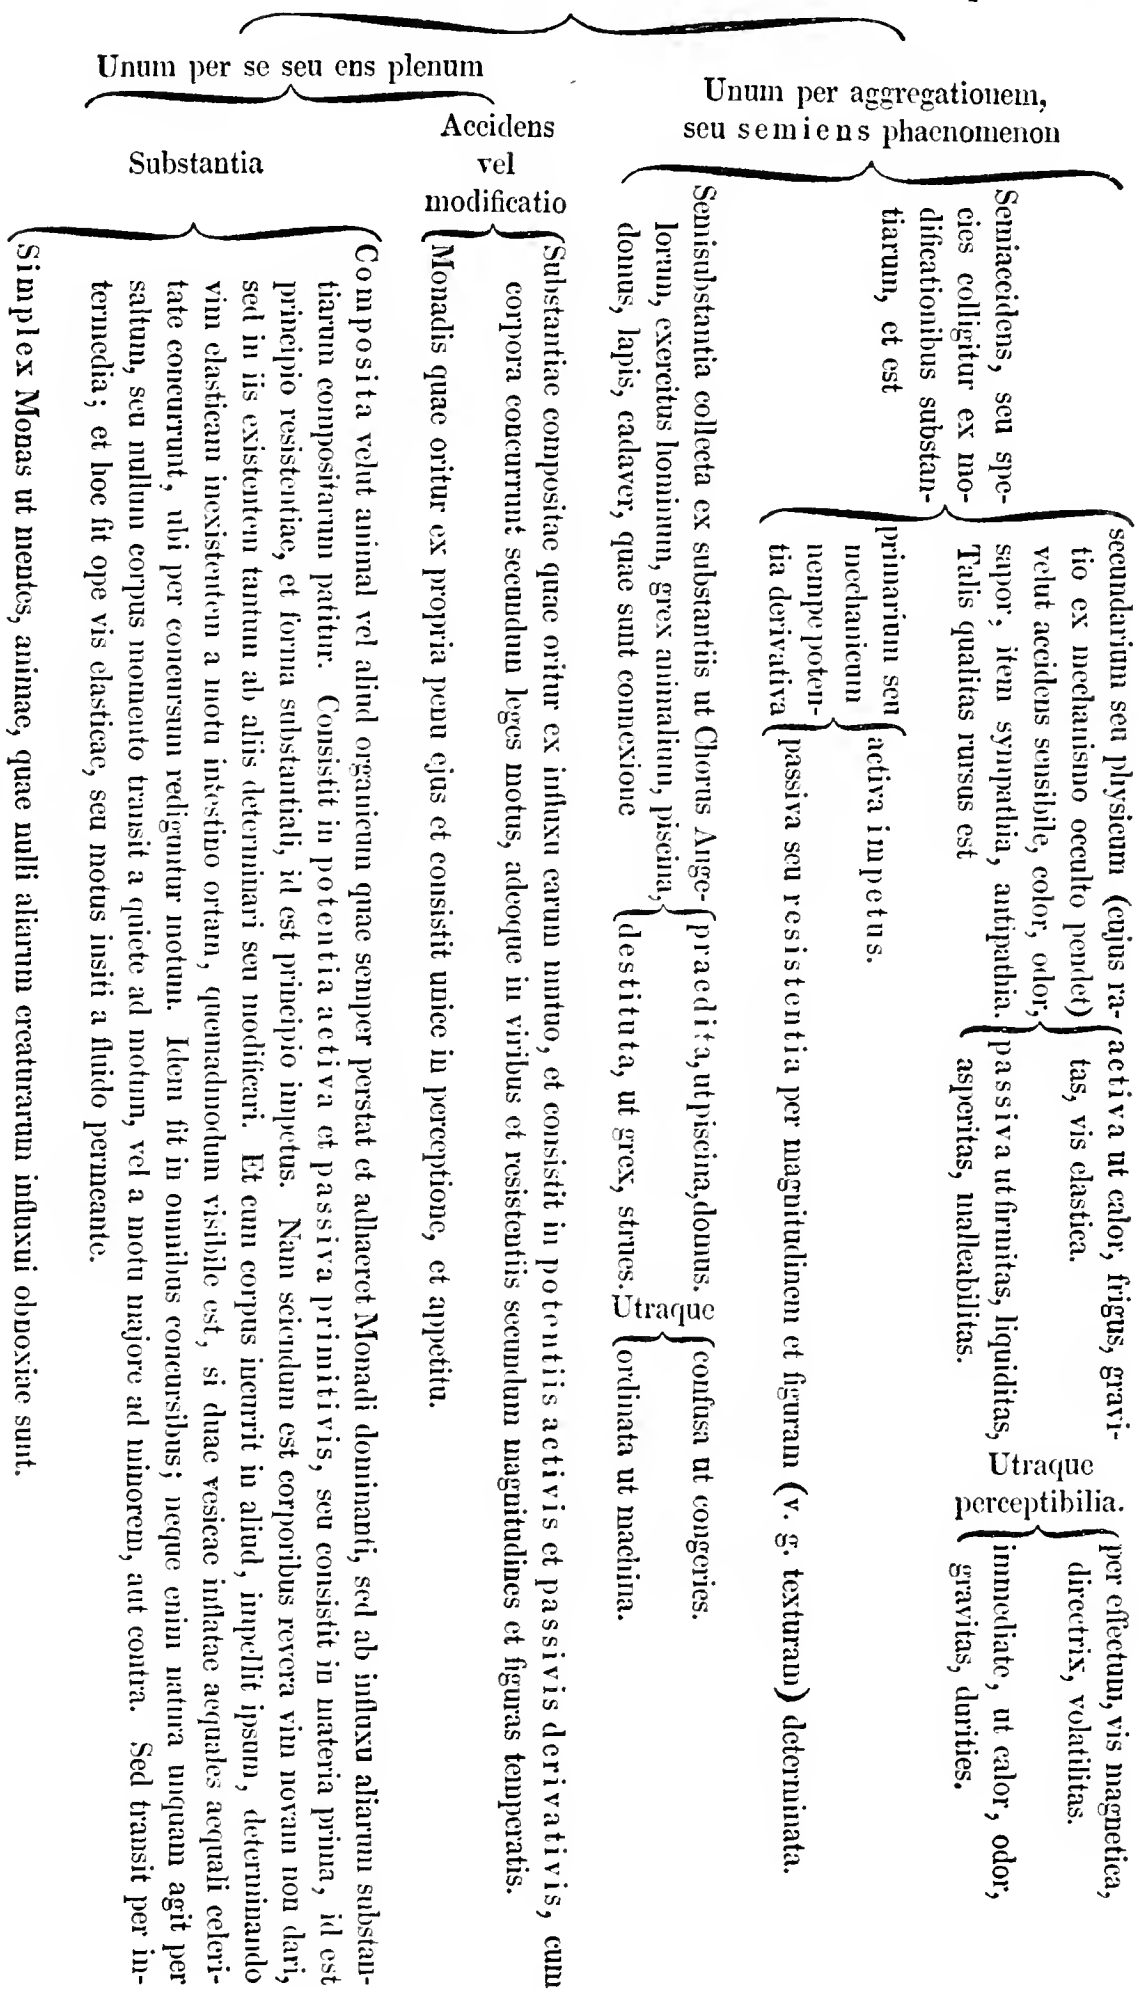 Unum per se seu ens plenum
Substantia
Simplex Monas ut mentes, animae, quae nulli aliarum creaturarum influxui obnoxiae sunt.
Composita velut animal vel aliud organicum quae semper perstat et adhaeret Monadi dominanti, sed ab influxu aliarum substan-
tiarum compositarum patitur. Consistit in potentia activa et passiva primitivis, seu consistit in materia prima, id est
principio resistentiae, et forma substantiali, id est principio impetus. Nam sciendum est corporibus revera vim novam non dari,
sed in iis existentem tantum ab aliis determinari seu modificari. Et cum corpus incurrit in aliud, impellit ipsum, determinando
vim elasticam inexistentem a motu intestino ortam, quemadmodum visibile est, si duae vesicae inflatae aequales aequali celeri-
tate concurrunt, ubi per concursum rediguntur motum. Idem fit in omnibus concursibus; neque enim natura unquam agit per
saltum, seu nullum corpus momento transit a quiete ad motum, vel a motu majore ad minorem, aut contra. Sed transit per in-
termedia; et hoc fit ope vis elasticae, seu motus insiti a fluido permeante.
Accidens
vel
modificatio
Monadis quae oritur ex propria penu ejus et consistit unice in perceptione, et appetitu.
Substantiae compositae quae oritur ex influxu earum mutuo, et consistit in potentiis activis et passivis derivativis, cum
corpora concurrunt secundum leges motus, adeoque in viribus et resistentiis secundum magnitudines et figuras temperatis.
Unum per aggregationem,
seu semiens phaenomenon
Semisubstantia collecta ex substantiis ut Chorus Ange-
lorum, exercitus hominum, grex animalium, piscina,
domus, lapis, cadaver, quae sunt connexione
praedita, ut piscina, domus.
destituta, ut grex, strues.
Utraque
confusa ut congeries.
ordinata ut machina.
Semiaccidens, seu spe-
cies colligitur ex mo-
dificationibus substan-
tiarum, et est
primarium seu
mechanicum
nempe poten-
tia derivativa
activa impetus.
passiva seu resistentia per magnitudinem et figuram (v. g. texturam) determinata.
secundarium seu physicum (cujus ra-
tio ex mechanismo occulto pendet)
velut accidens sensibile, color, odor,
sapor, item sympathia, antipathia.
Talis qualitas rursus est
activa ut calor, frigus, gravi-
tas, vis elastica.
passiva ut firmitas, liquiditas,
asperitas, malleabilitas.
Utraque
perceptibilia.
per effectum, vis magnetica,
directrix, volatilitas.
immediate, ut calor, odor,
gravitas, durities.